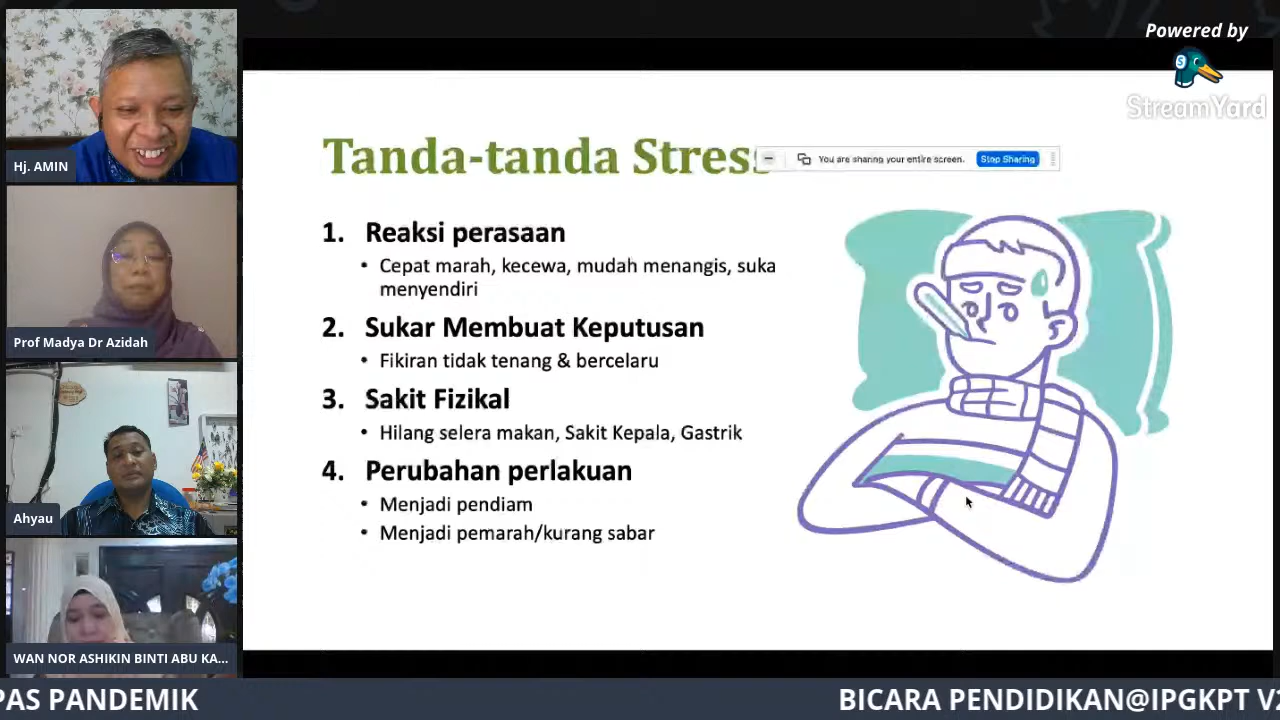 Powered by
StreamYard
Hj. AMIN
Prof Madya Dr Azidah
Ahyau
WAN NOR ASHIKIN BINTI ABU KA...
Tanda-tanda Stress
You are sharing your entire screen.
Stop Sharing
1. Reaksi perasaan
• Cepat marah, kecewa, mudah menangis, suka
menyendiri
2. Sukar Membuat Keputusan
• Fikiran tidak tenang & bercelaru
3. Sakit Fizikal
• Hilang selera makan, Sakit Kepala, Gastrik
4. Perubahan perlakuan
• Menjadi pendiam
• Menjadi pemarah/kurang sabar
PAS PANDEMIK
BICARA PENDIDIKAN@IPGKPT V2